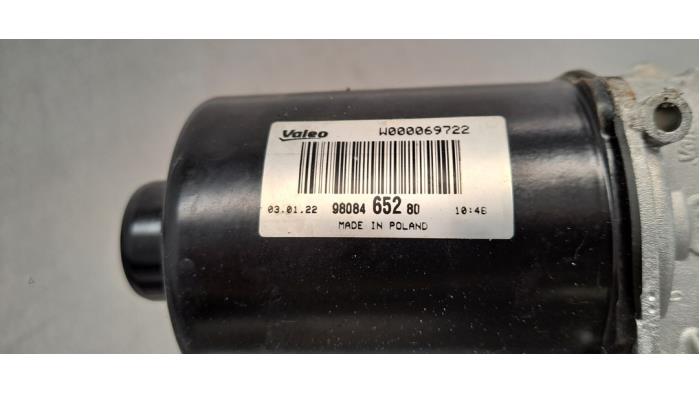 Valeo W000069722
03.01.22 98084 652 80 10:46
MADE IN POLAND